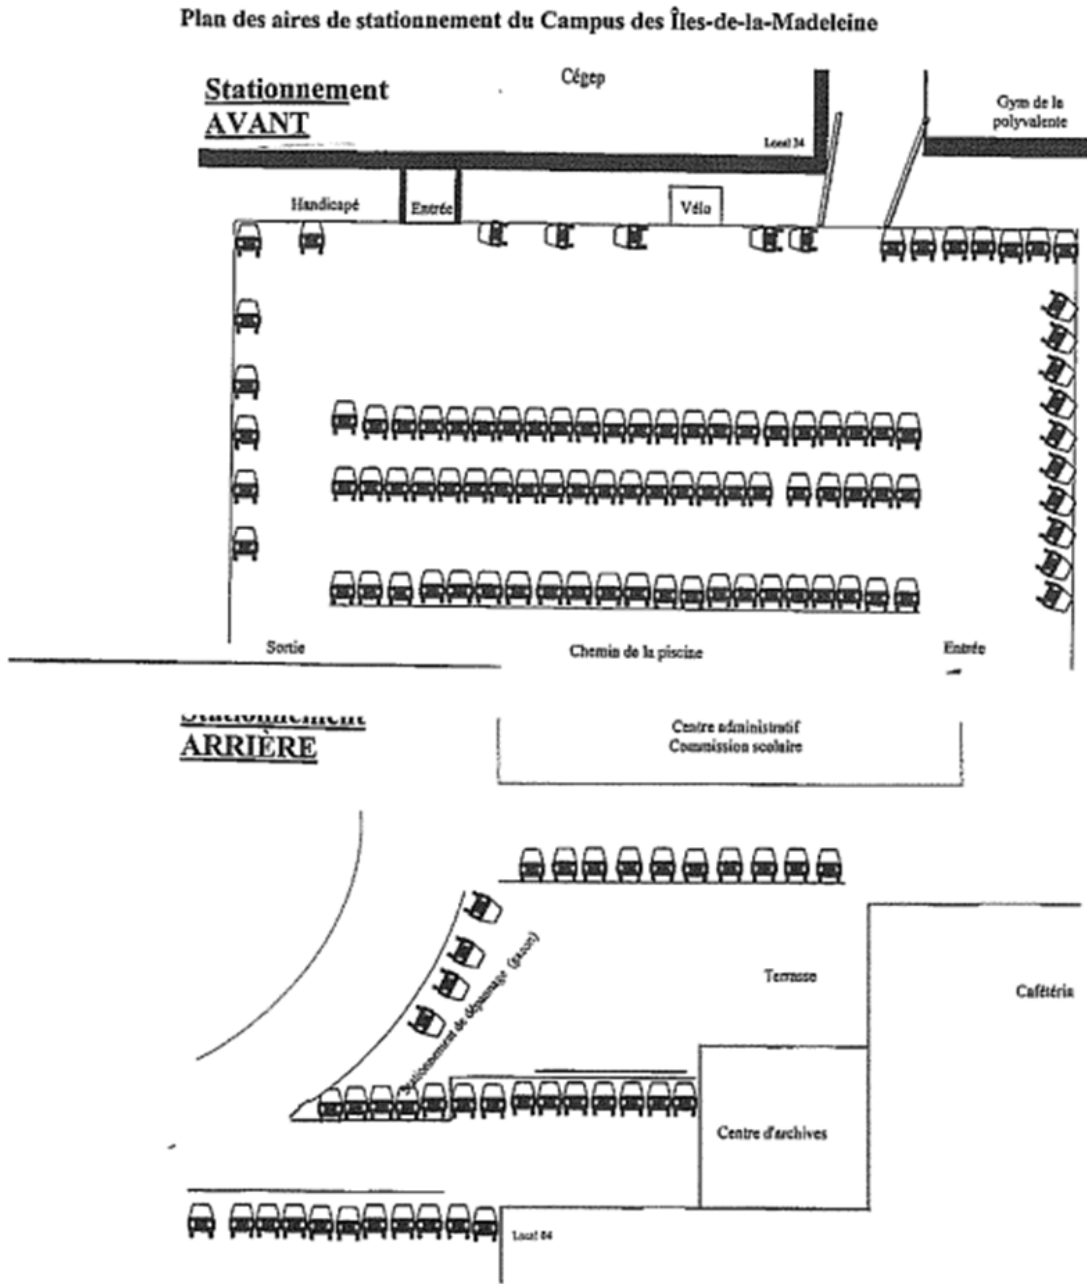 Plan des aires de stationnement du Campus des Îles-de-la-Madeleine
Stationnement
AVANT
Cégep
Gym de la
polyvalente
Local 34
Handicapé
Entrée
Vélo
Sortie
Chemin de la piscine
Entrée
Stationnement
ARRIÈRE
Centre administratif
Commission scolaire
Stationnement de dépannage (gazon)
Terrasse
Cafétéria
Centre d'archives
Local 04